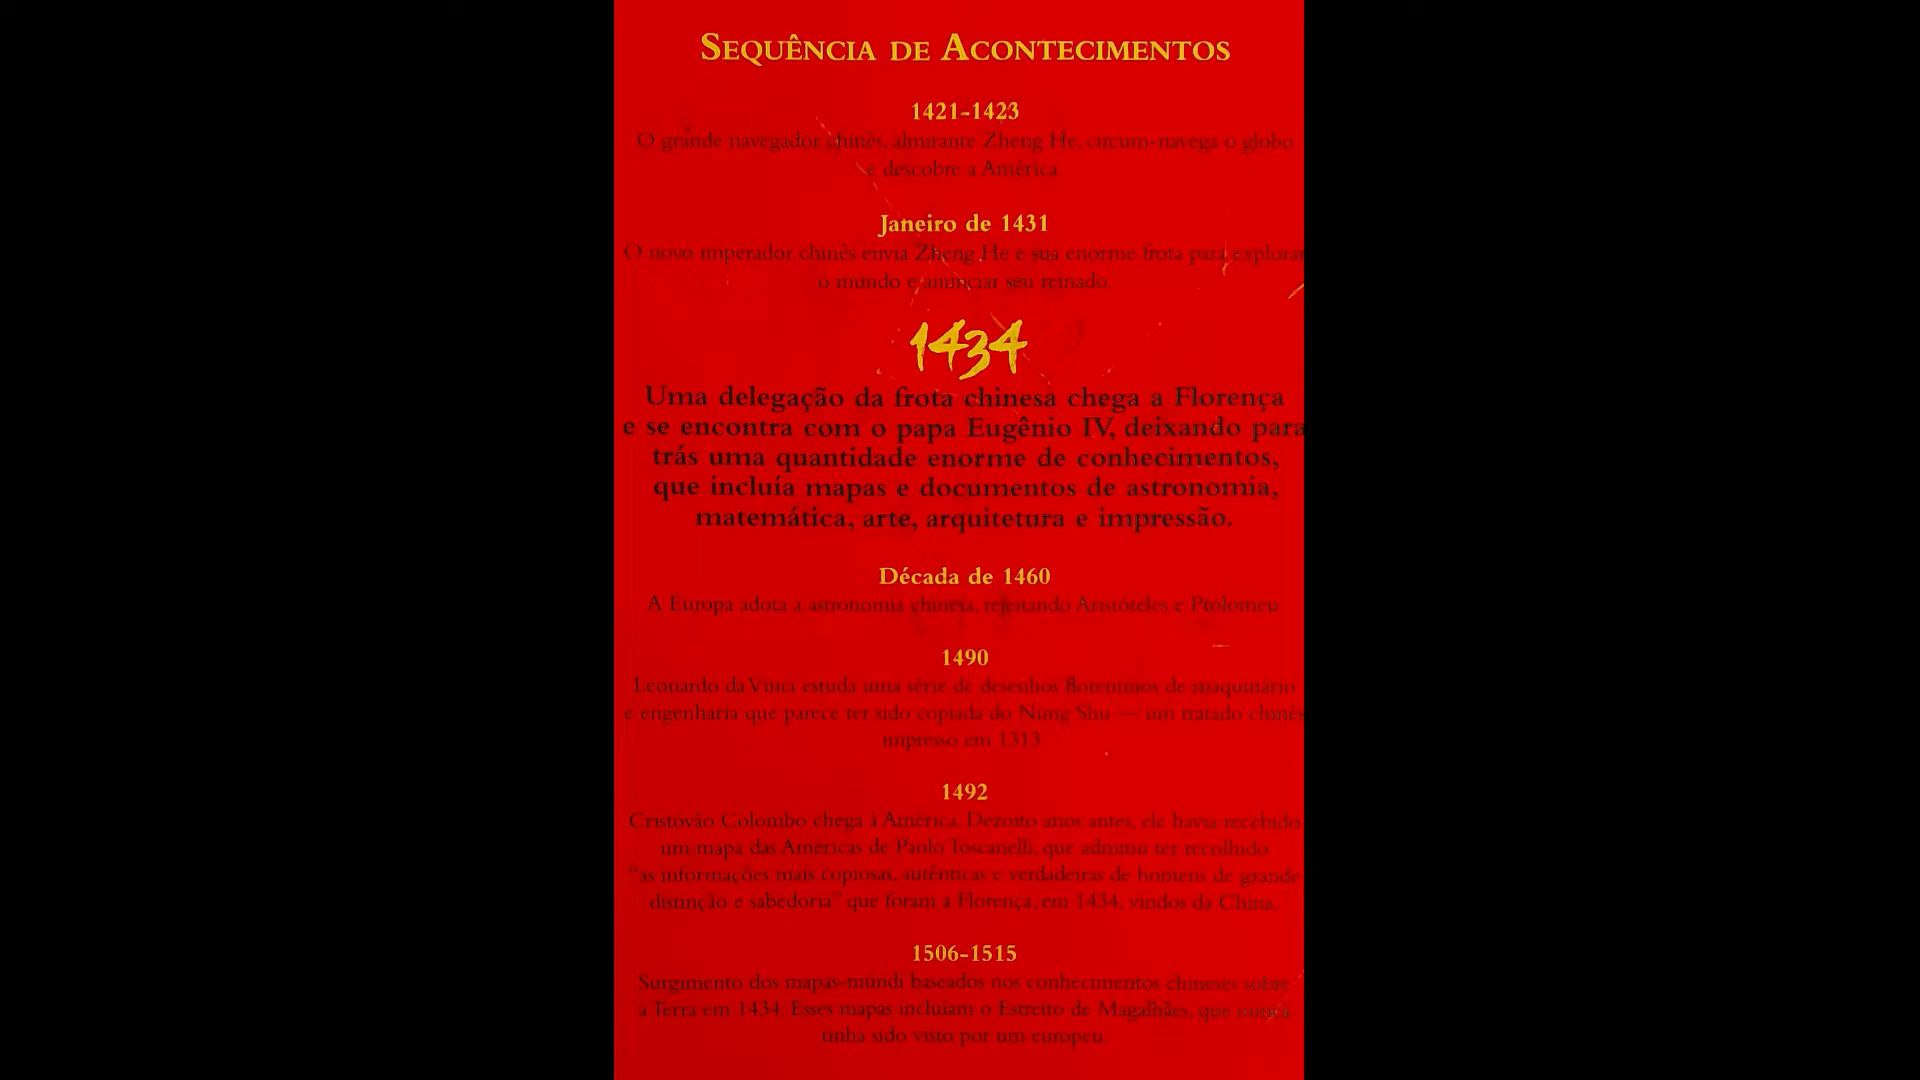 SEQUÊNCIA DE ACONTECIMENTOS
1421-1423
O grande navegador chinês, almirante Zheng He, circum-navega o globo
e descobre a América.
Janeiro de 1431
O novo imperador chinês envia Zheng He e sua enorme frota para explorar
o mundo e anunciar seu reinado.
1434
Uma delegação da frota chinesa chega a Florença
e se encontra com o papa Eugênio IV, deixando para
trás uma quantidade enorme de conhecimentos,
que incluía mapas e documentos de astronomia,
matemática, arte, arquitetura e impressão.
Década de 1460
A Europa adota a astronomia chinesa, rejeitando Aristóteles e Ptolomeu
1490
Leonardo da Vinci estuda uma série de desenhos florentinos de maquinário
e engenharia que parece ter sido copiada do Nung Shu — um tratado chinês
impresso em 1313
1492
Cristóvão Colombo chega à América. Dezoito anos antes, ele havia recebido
um mapa das Américas de Paolo Toscanelli, que admitiu ter recolhido
"as informações mais copiosas, autênticas e verdadeiras de homens de grande
distinção e sabedoria" que foram a Florença, em 1434, vindos da China.
1506-1515
Surgimento dos mapas-múndi baseados nos conhecimentos chineses sobre
a Terra em 1434. Esses mapas incluíam o Estreito de Magalhães, que nunca
tinha sido visto por um europeu.